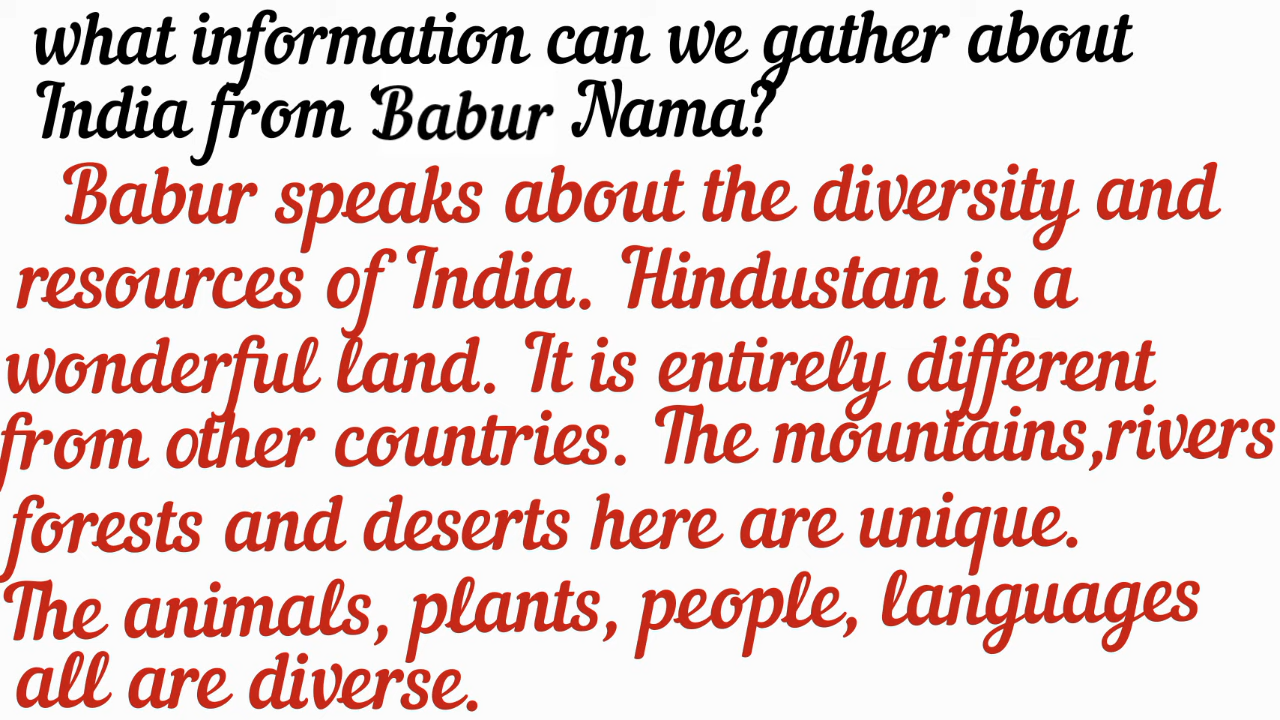 what information can we gather about
India from Babur Nama?
Babur speaks about the diversity and
resources of India. Hindustan is a
wonderful land. It is entirely different
from other countries. The mountains,rivers
forests and deserts here are unique.
The animals, plants, people, languages
all are diverse.